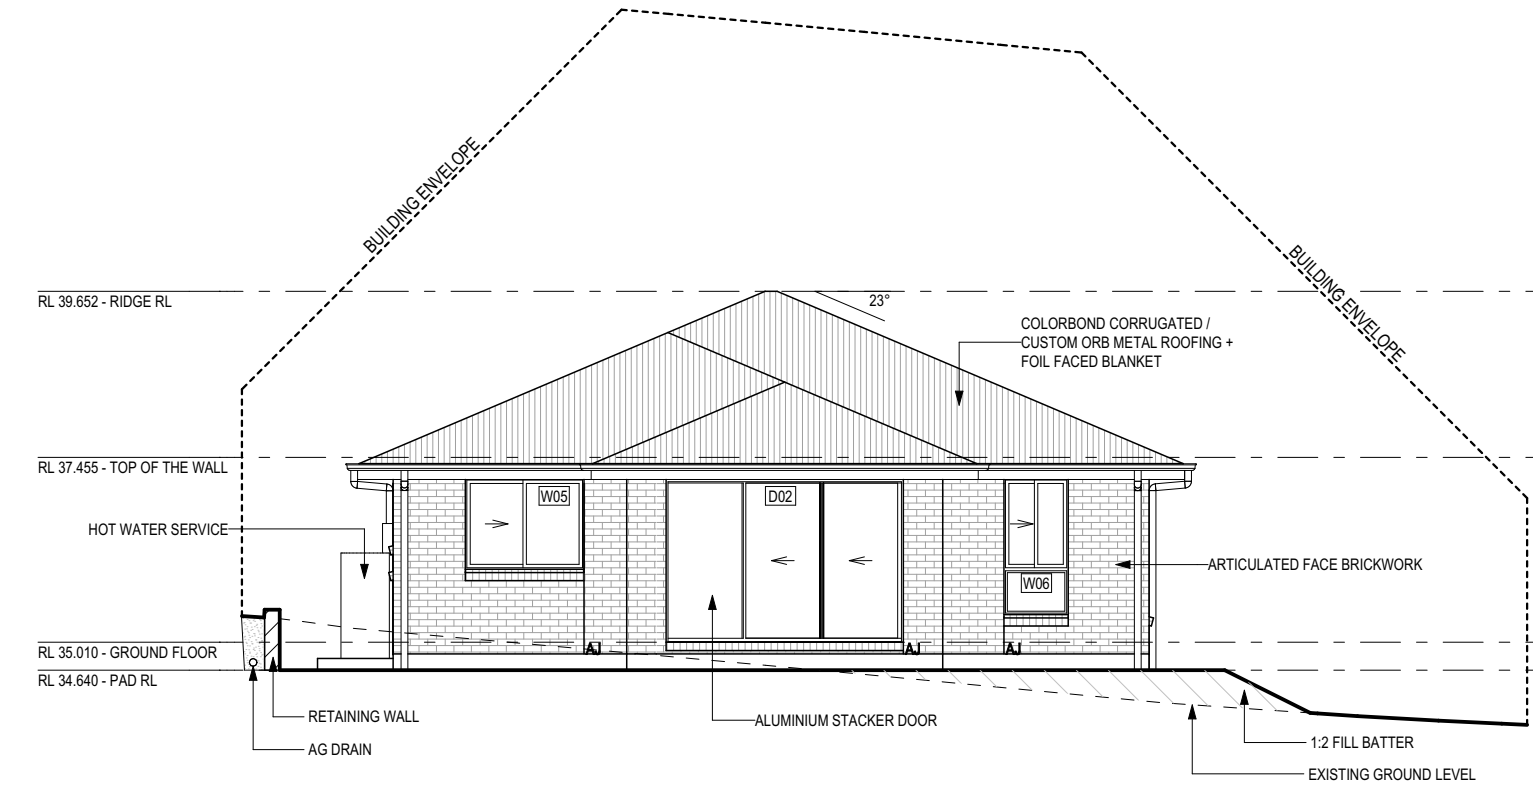 BUILDING ENVELOPE
BUILDING ENVELOPE
RL 39.652 - RIDGE RL
23°
COLORBOND CORRUGATED /
CUSTOM ORB METAL ROOFING +
FOIL FACED BLANKET
RL 37.455 - TOP OF THE WALL
W05
D02
HOT WATER SERVICE
ARTICULATED FACE BRICKWORK
W06
RL 35.010 - GROUND FLOOR
AJ
AJ
AJ
RL 34.640 - PAD RL
RETAINING WALL
ALUMINIUM STACKER DOOR
AG DRAIN
1:2 FILL BATTER
EXISTING GROUND LEVEL